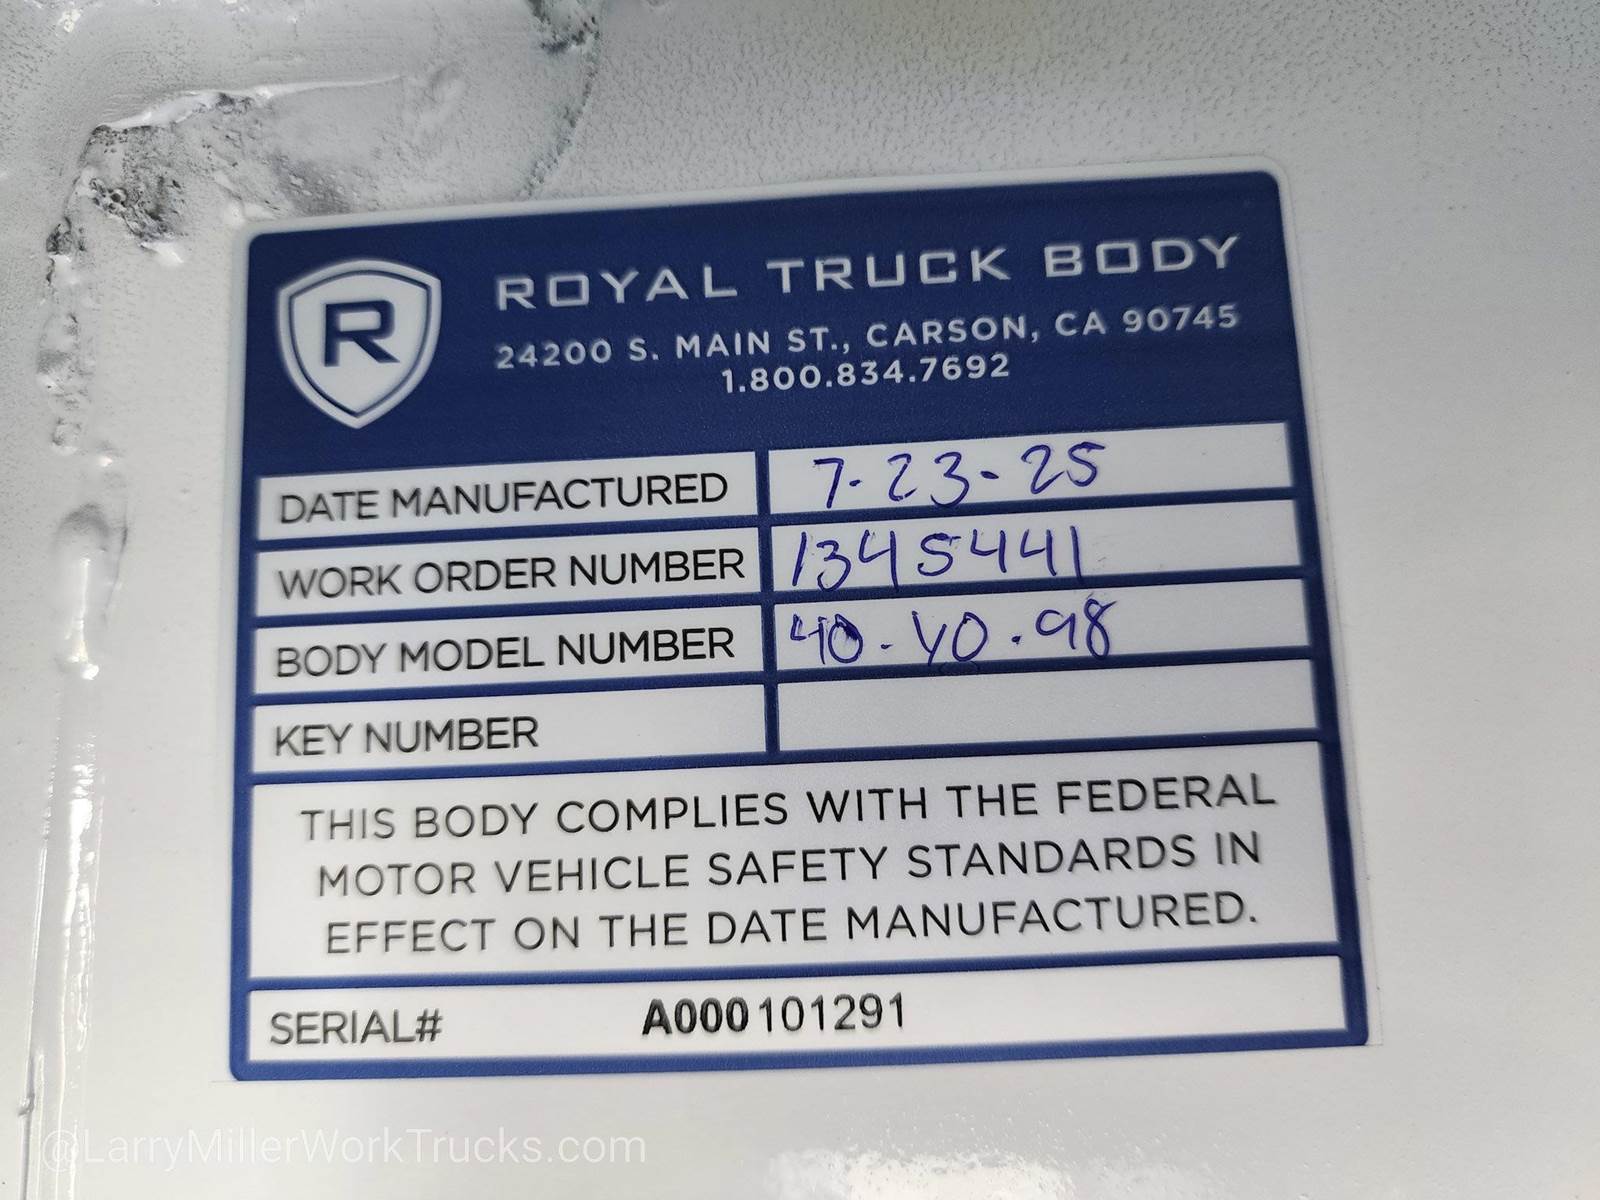 R
ROYAL TRUCK BODY
24200 S. MAIN ST., CARSON, CA 90745
1.800.834.7692
DATE MANUFACTURED 7-23-25
WORK ORDER NUMBER 1345441
BODY MODEL NUMBER 40-40.98
KEY NUMBER
THIS BODY COMPLIES WITH THE FEDERAL
MOTOR VEHICLE SAFETY STANDARDS IN
EFFECT ON THE DATE MANUFACTURED.
SERIAL# A000101291
@LarryMillerWorkTrucks.com